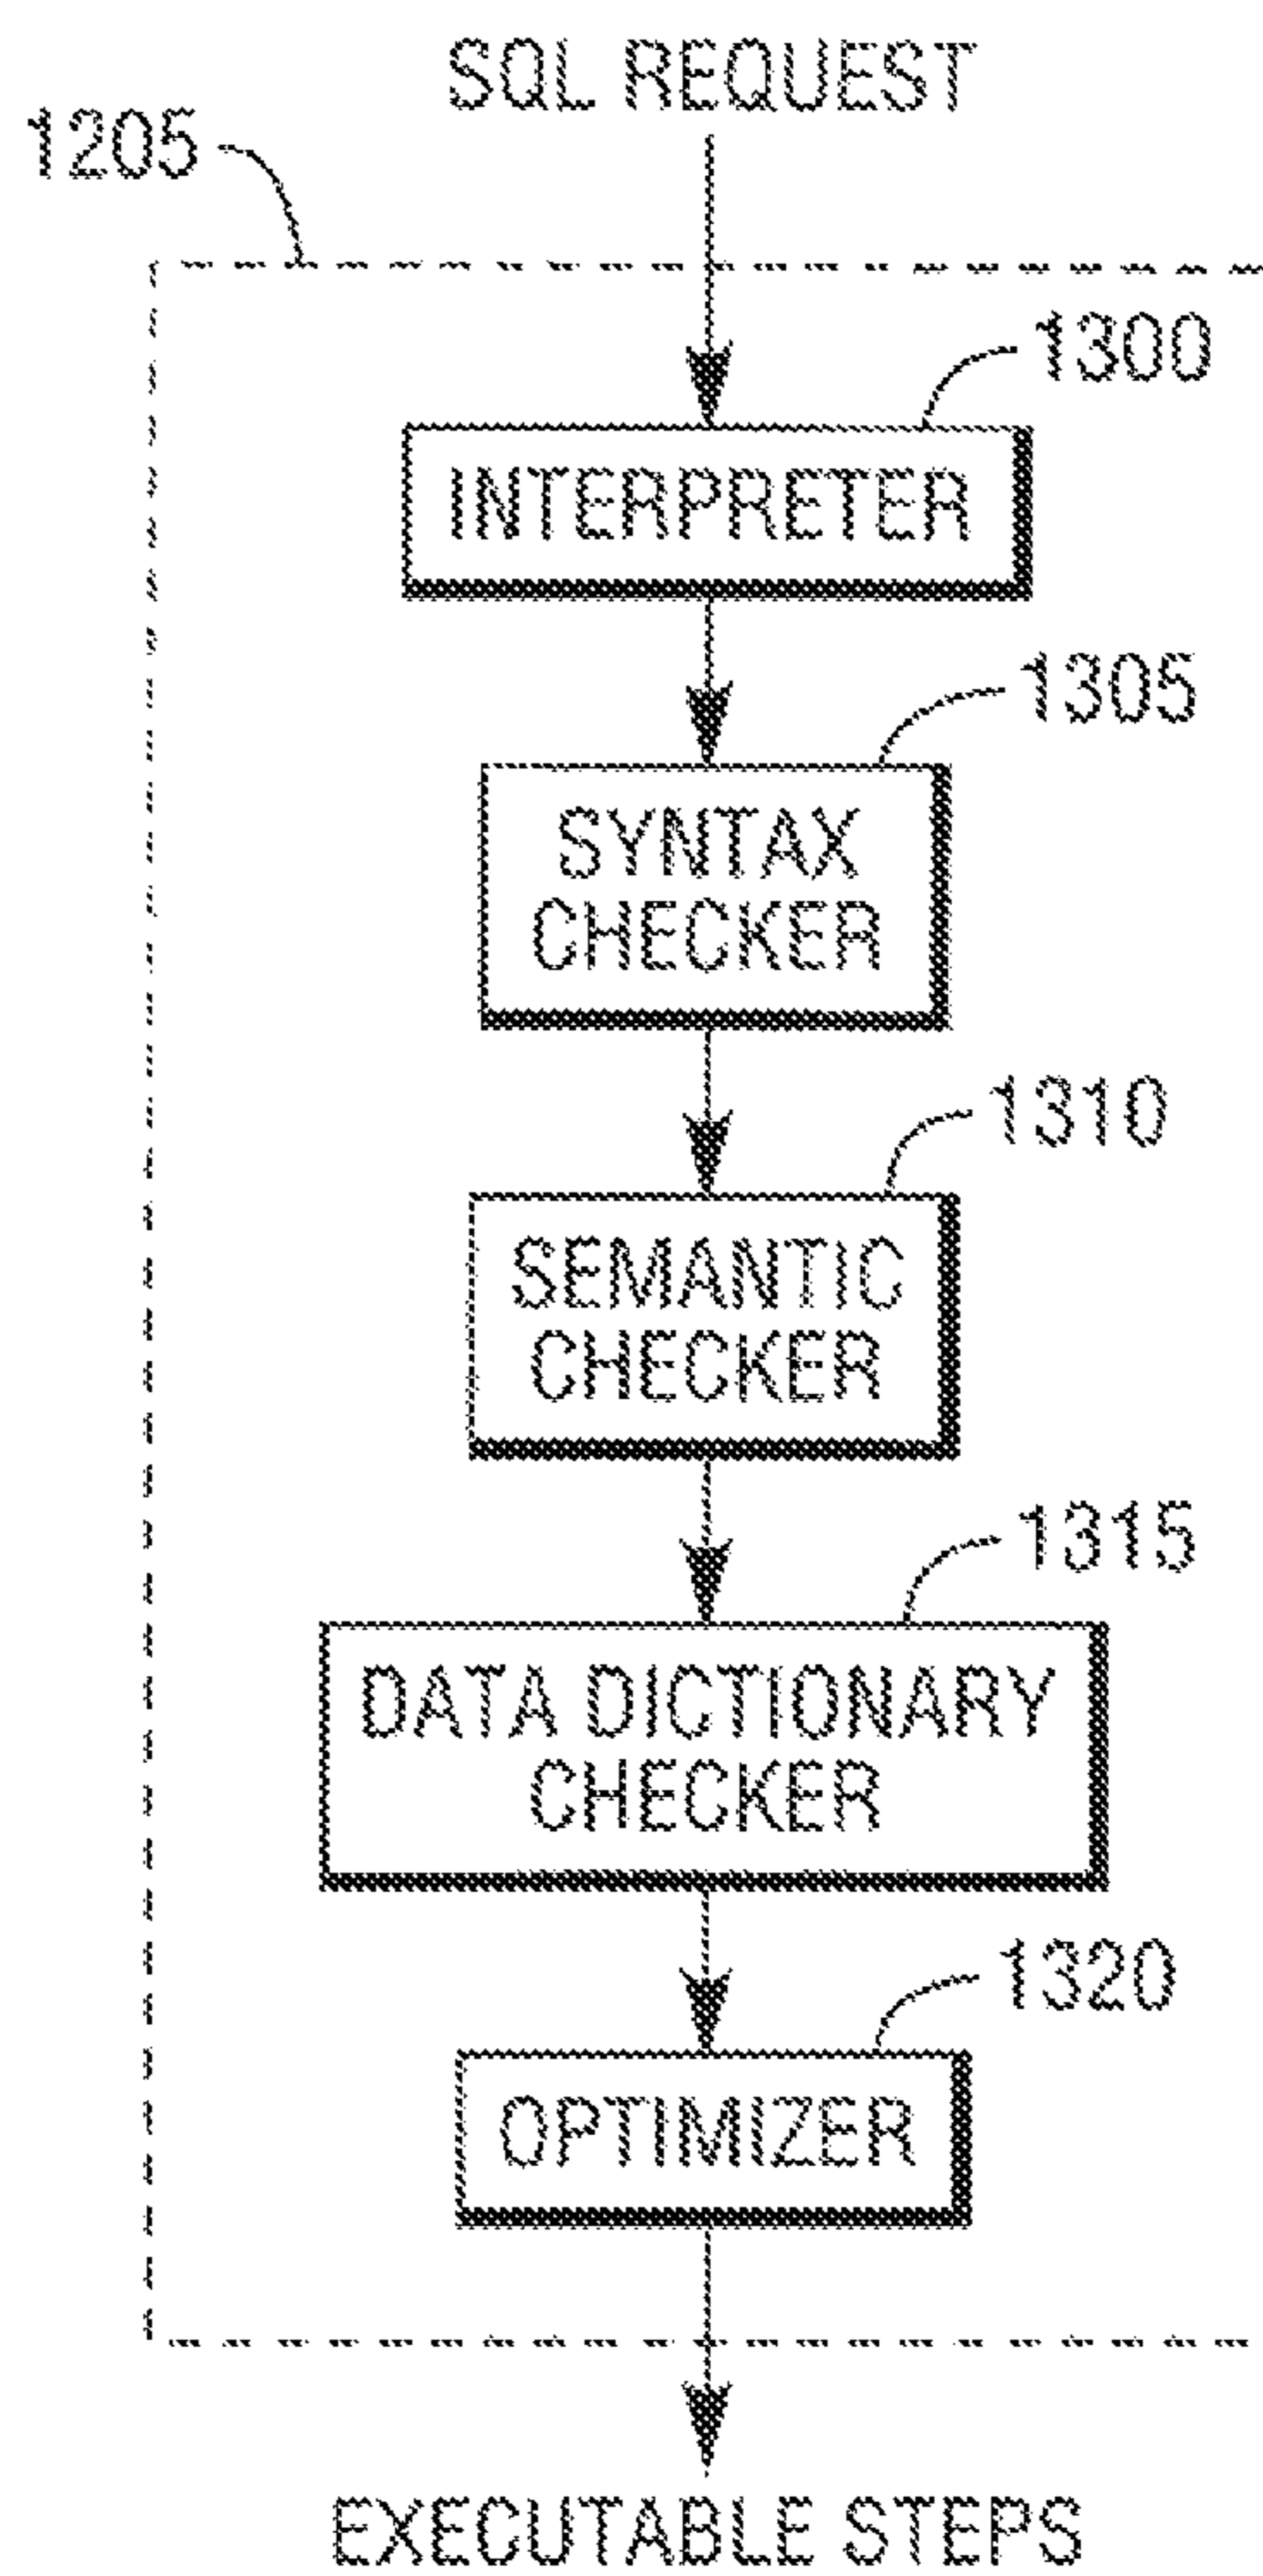 SQL REQUEST
1205
1300
INTERPRETER
1305
SYNTAX
CHECKER
1310
SEMANTIC
CHECKER
1315
DATA DICTIONARY
CHECKER
1320
OPTIMIZER
EXECUTABLE STEPS